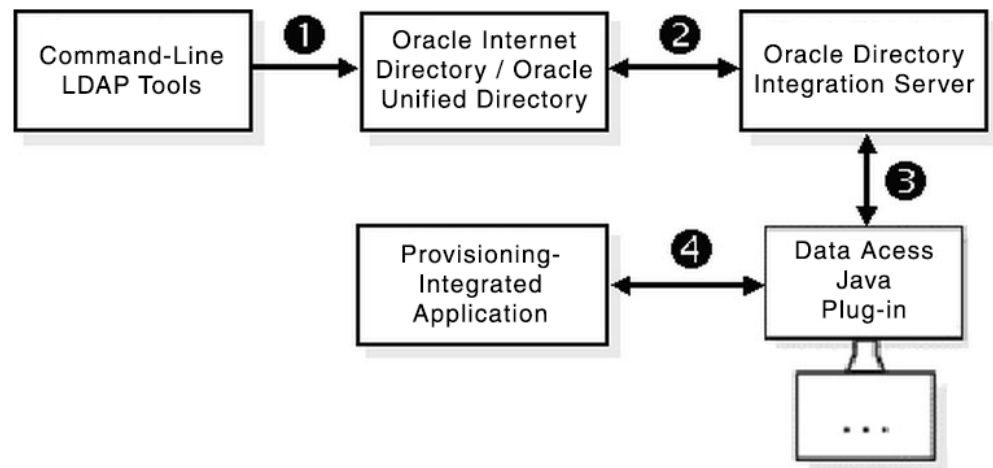 Command-Line
LDAP Tools
1
Oracle Internet
Directory / Oracle
Unified Directory
2
Oracle Directory
Integration Server
3
Provisioning-
Integrated
Application
4
Data Acess
Java
Plug-in
...